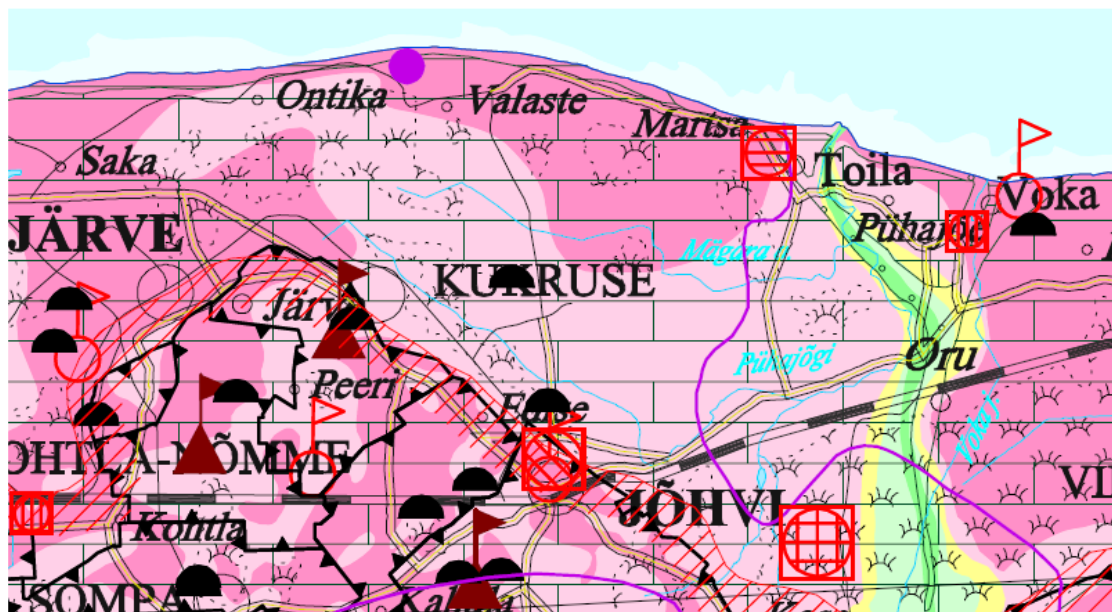 Ontika
Valaste
Martsa
Saka
Toila
Voka
JÄRVE
Pühajõe
Mägara
KUKRUSE
Järve
Pühajõgi
Oru
Peeri
Edise
OHTLA-NÕMME
Voka j.
JÕHVI
VI
Kohtla
SOMPA